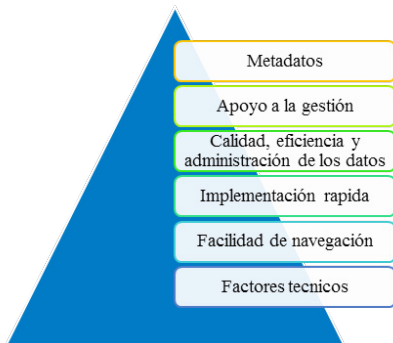 Metadatos
Apoyo a la gestión
Calidad, eficiencia y
administración de los datos
Implementación rapida
Facilidad de navegación
Factores tecnicos